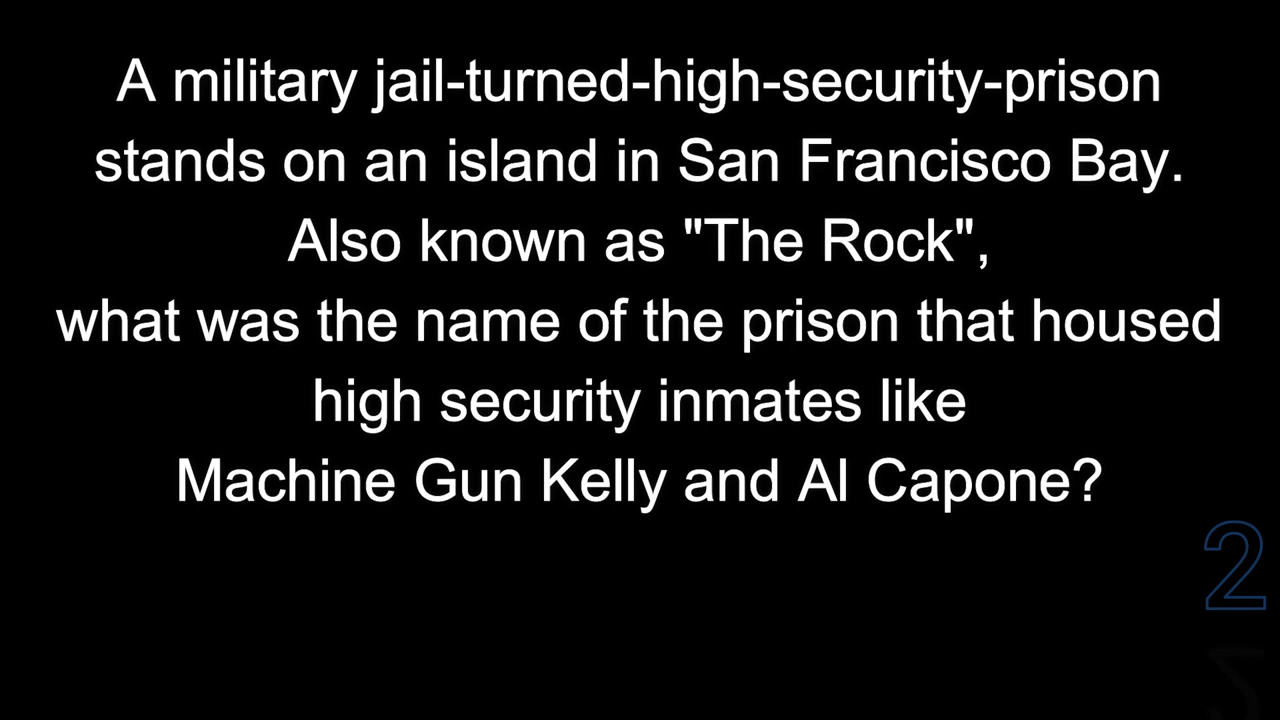 A military jail-turned-high-security-prison
stands on an island in San Francisco Bay.
Also known as "The Rock",
what was the name of the prison that housed
high security inmates like
Machine Gun Kelly and Al Capone?
2